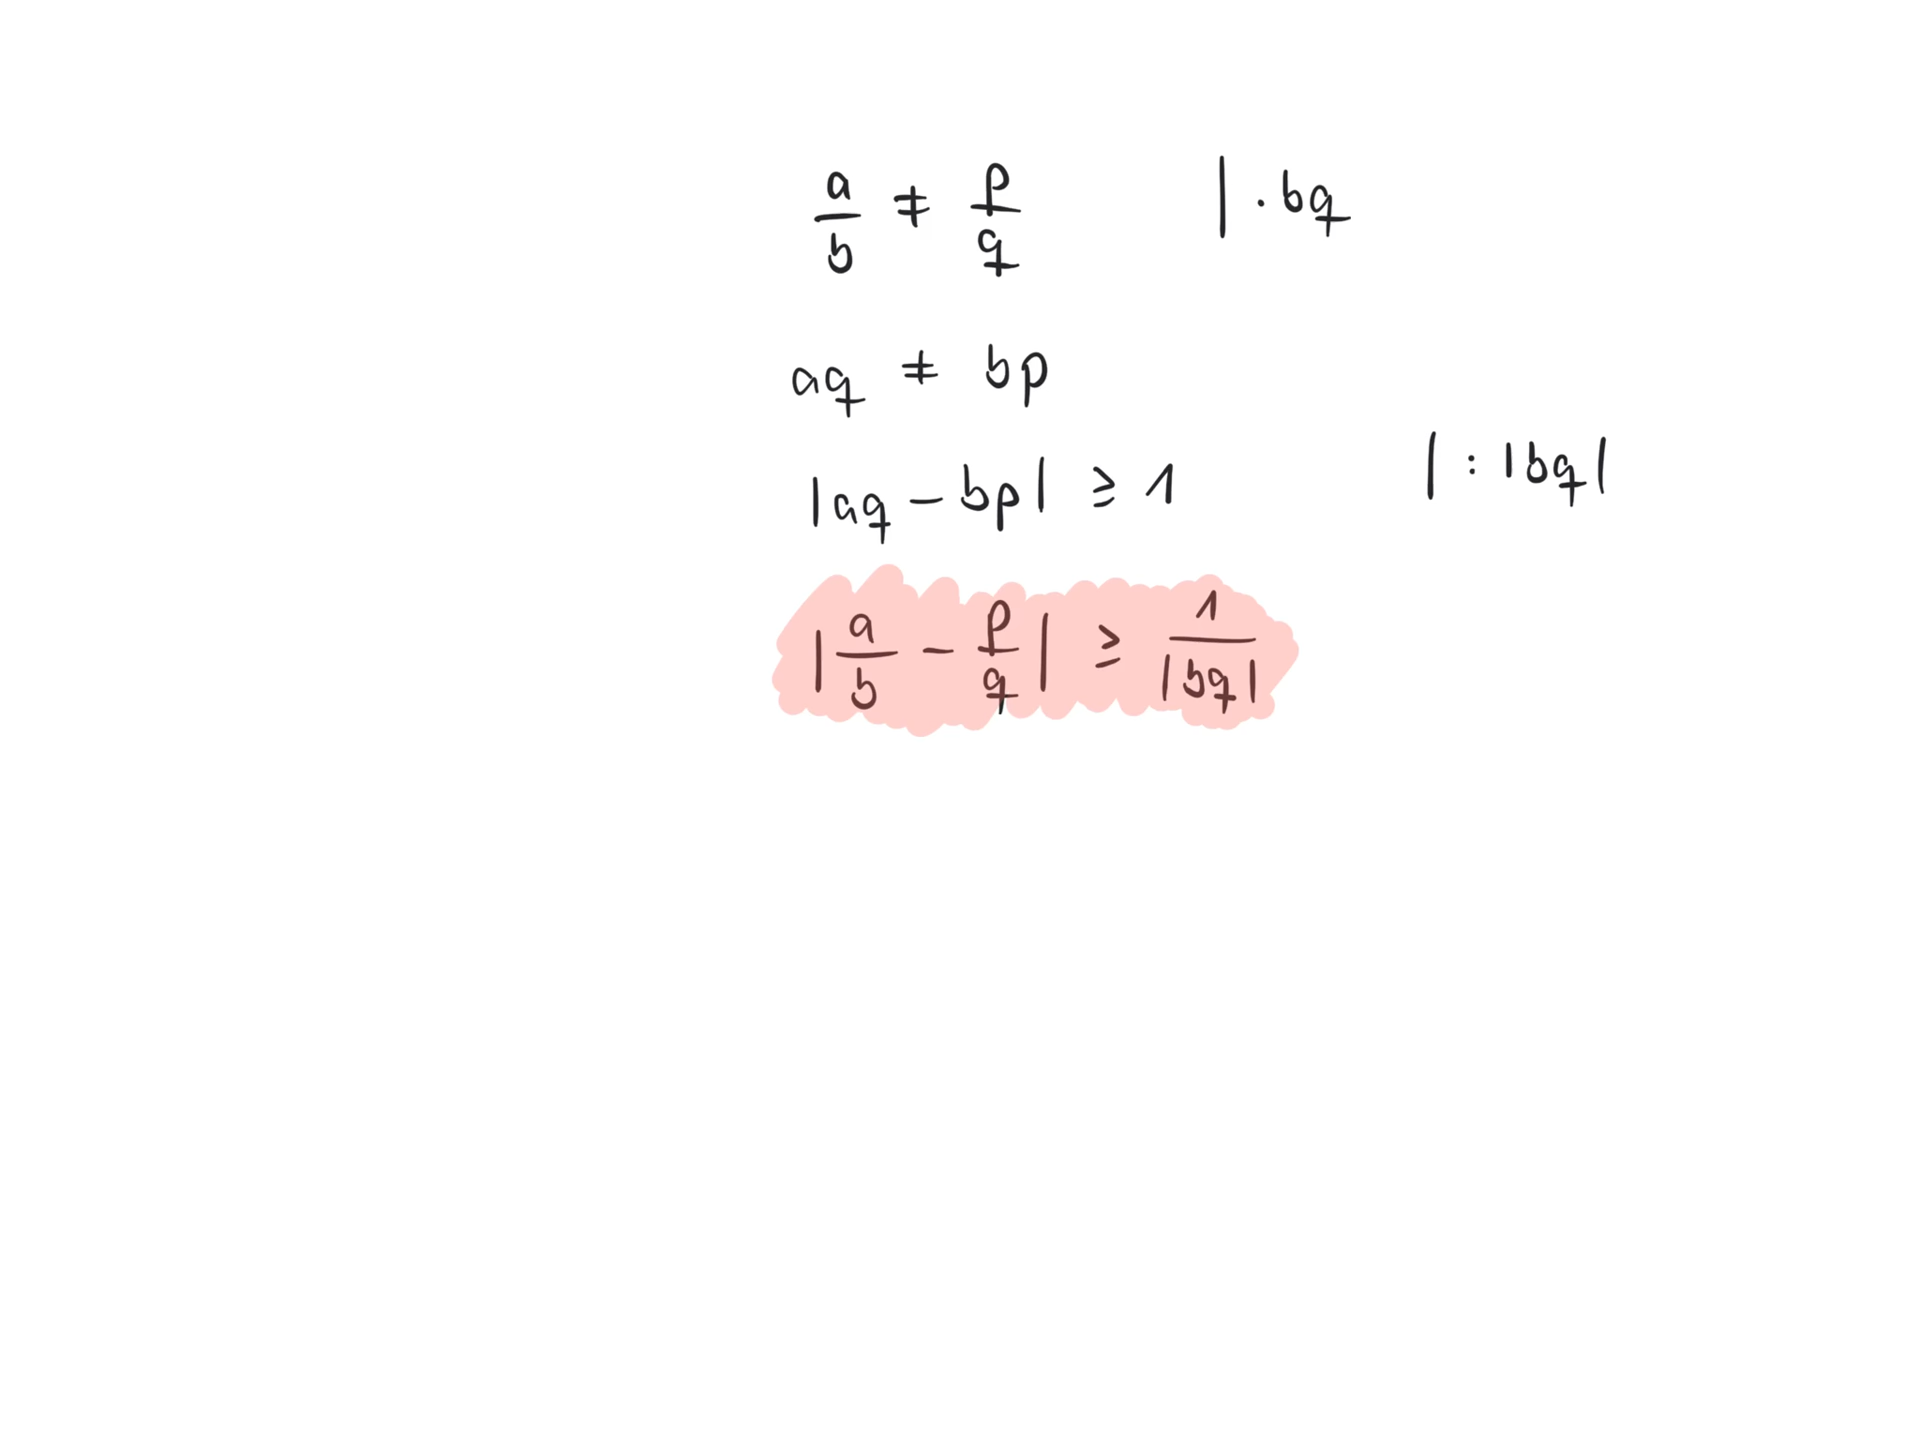 a/b ≠ p/q | · bq
aq ≠ bp
|aq − bp| ≥ 1 | : |bq|
|a/b − p/q| ≥ 1/|bq|